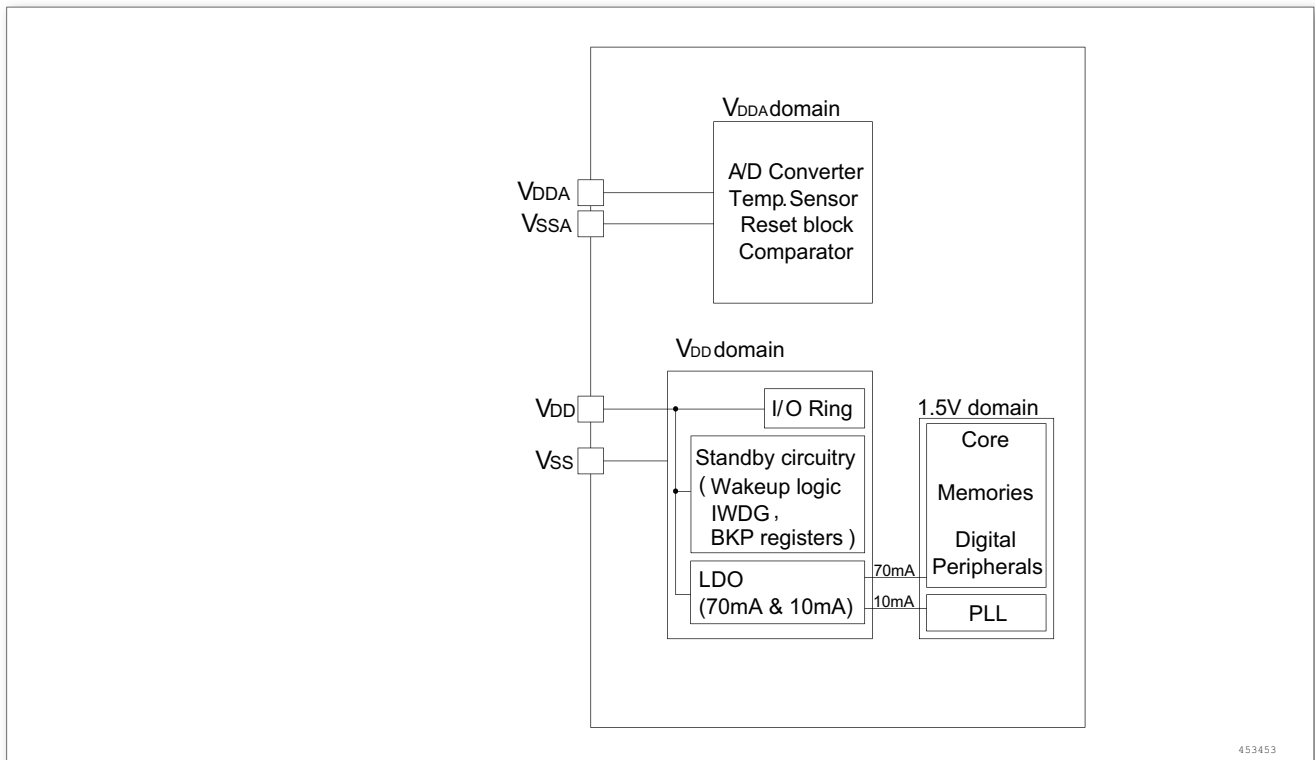 VDDA domain
A/D Converter
Temp. Sensor
Reset block
Comparator
VDDA
VSSA
VDD domain
VDD
VSS
I/O Ring
Standby circuitry
( Wakeup logic
IWDG ,
BKP registers )
LDO
(70mA & 10mA)
70mA
10mA
1.5V domain
Core
Memories
Digital
Peripherals
PLL
453453